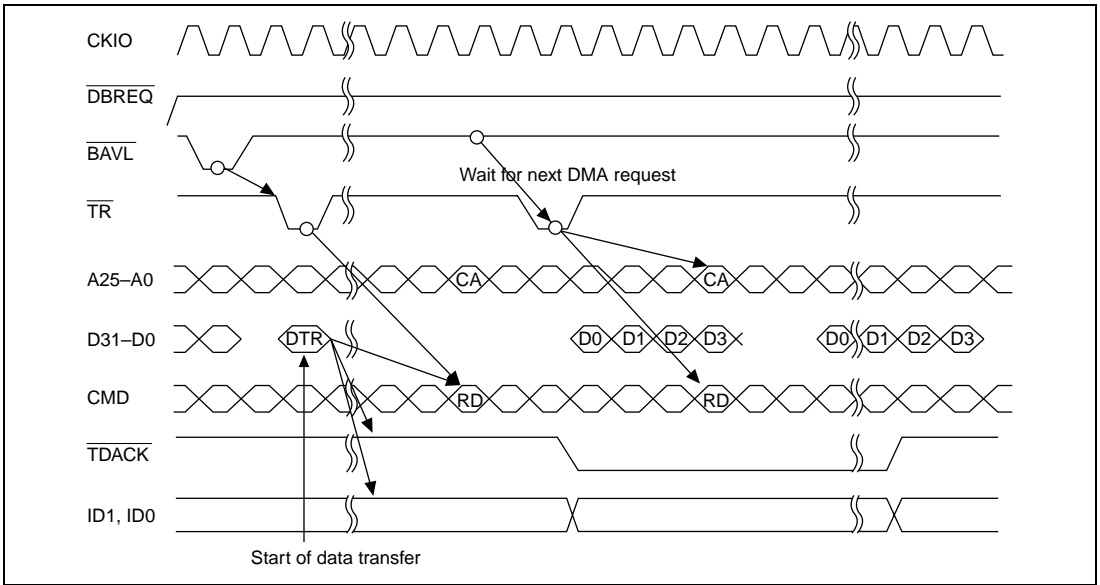 CKIO
DBREQ
BAVL
Wait for next DMA request
TR
A25–A0 CA CA
D31–D0 DTR D0 D1 D2 D3 D0 D1 D2 D3
CMD RD RD
TDACK
ID1, ID0
Start of data transfer